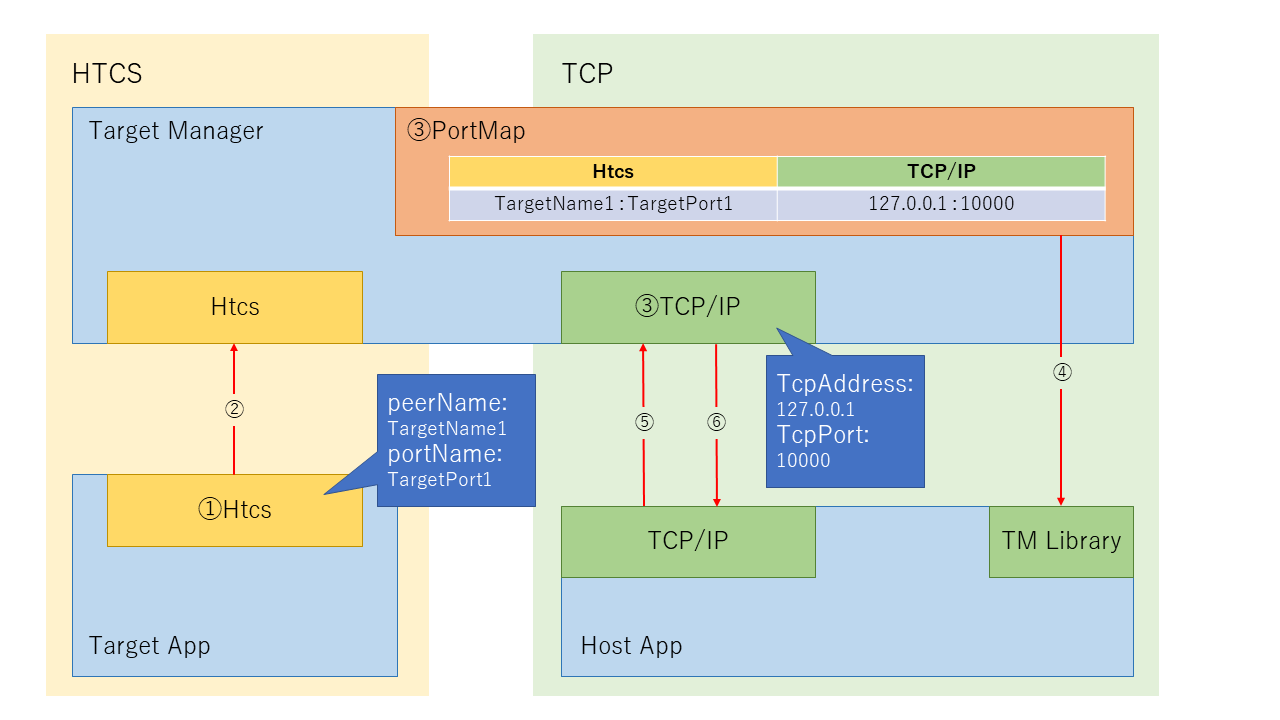 HTCS
TCP
Target Manager
③PortMap
Htcs
TCP/IP
TargetName1 : TargetPort1
127.0.0.1 : 10000
Htcs
③TCP/IP
②
peerName:
TargetName1
portName:
TargetPort1
⑤
⑥
TcpAddress:
127.0.0.1
TcpPort:
10000
④
①Htcs
TCP/IP
TM Library
Target App
Host App